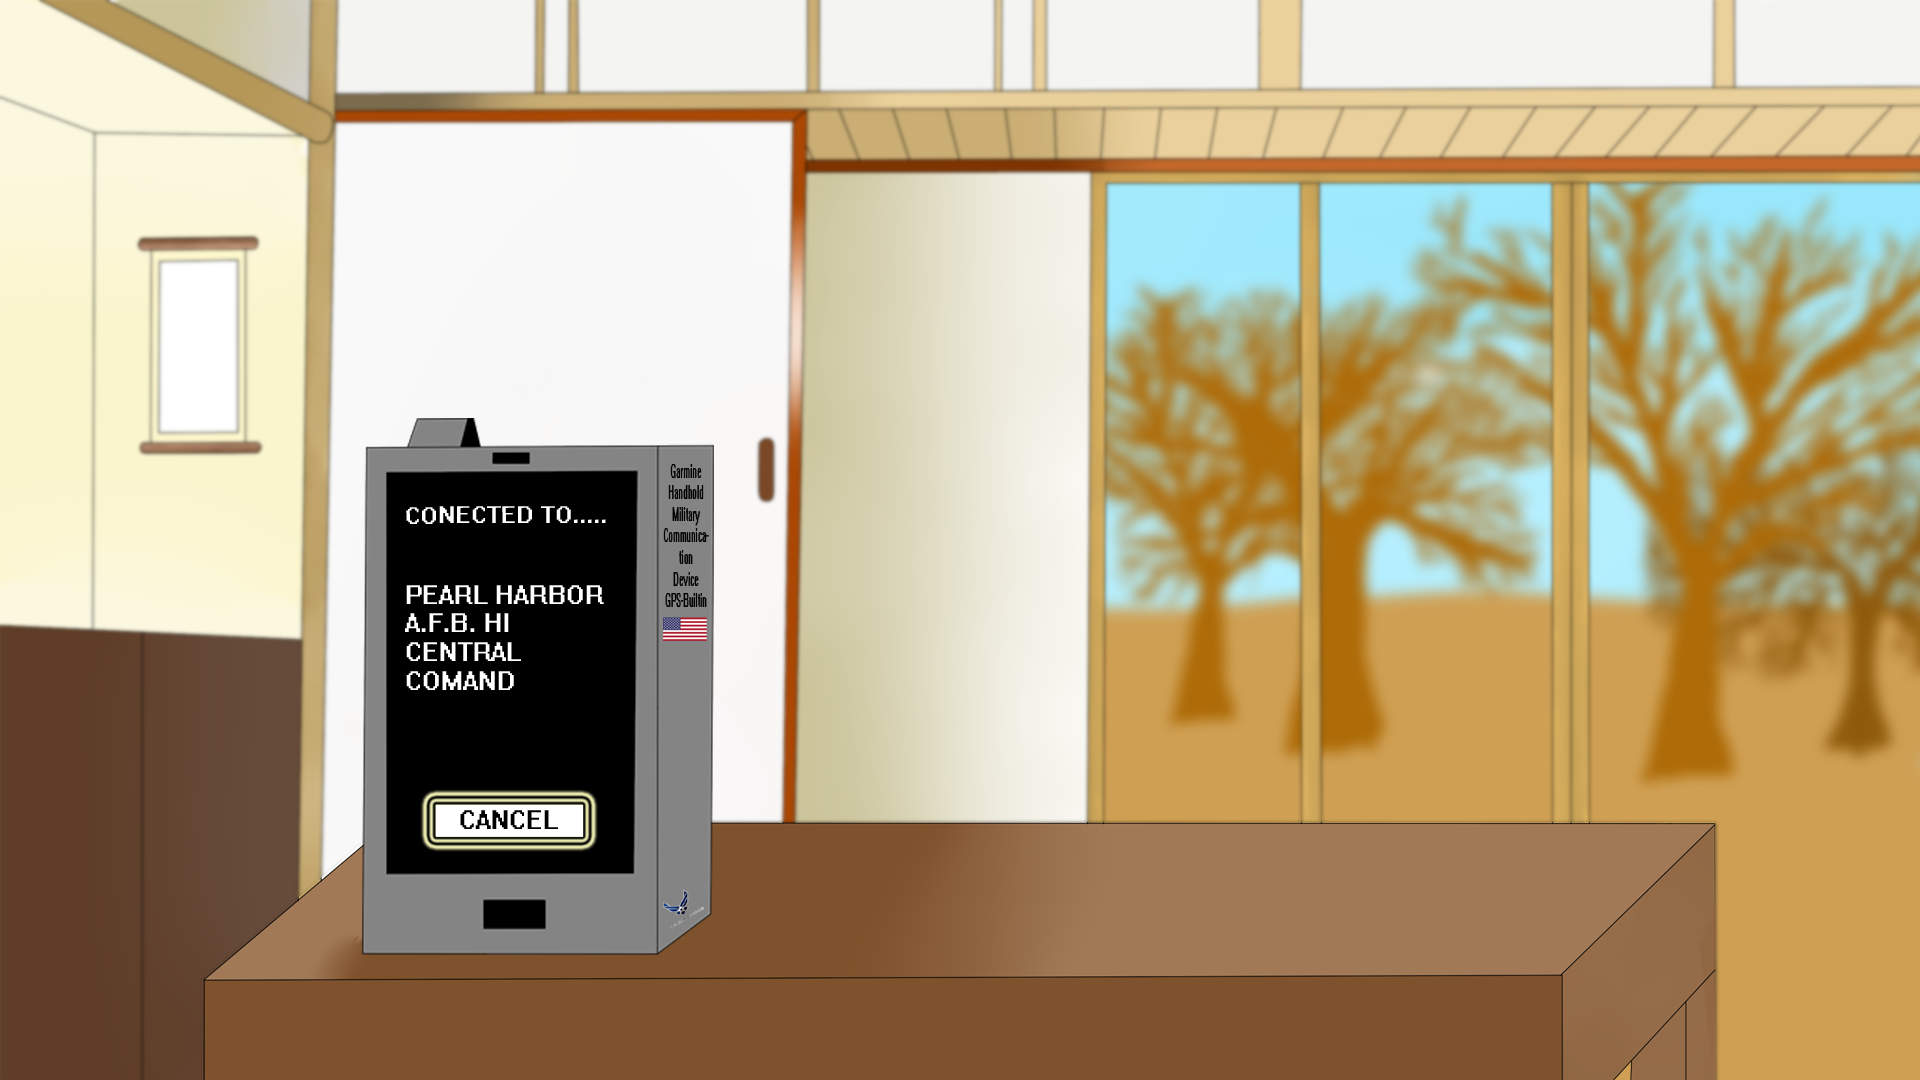 CONECTED TO.....
PEARL HARBOR
A.F.B. HI
CENTRAL
COMAND
CANCEL
Garmine
Handhold
Military
Communica-
tion
Device
GPS-Builtin